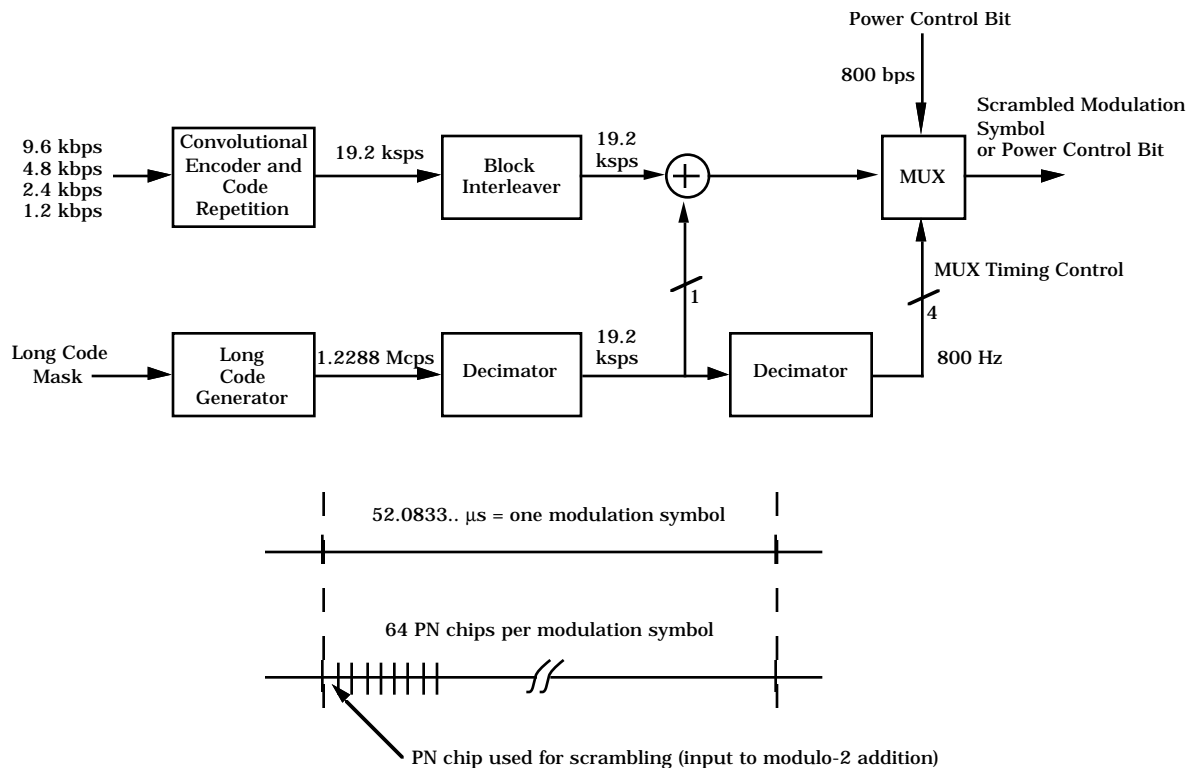 Power Control Bit
800 bps
Scrambled Modulation
Symbol
or Power Control Bit
9.6 kbps
4.8 kbps
2.4 kbps
1.2 kbps
Convolutional
Encoder and
Code
Repetition
19.2 ksps
Block
Interleaver
19.2
ksps
+
MUX
MUX Timing Control
1
4
Long Code
Mask
Long
Code
Generator
1.2288 Mcps
Decimator
19.2
ksps
Decimator
800 Hz
52.0833.. µs = one modulation symbol
64 PN chips per modulation symbol
PN chip used for scrambling (input to modulo-2 addition)